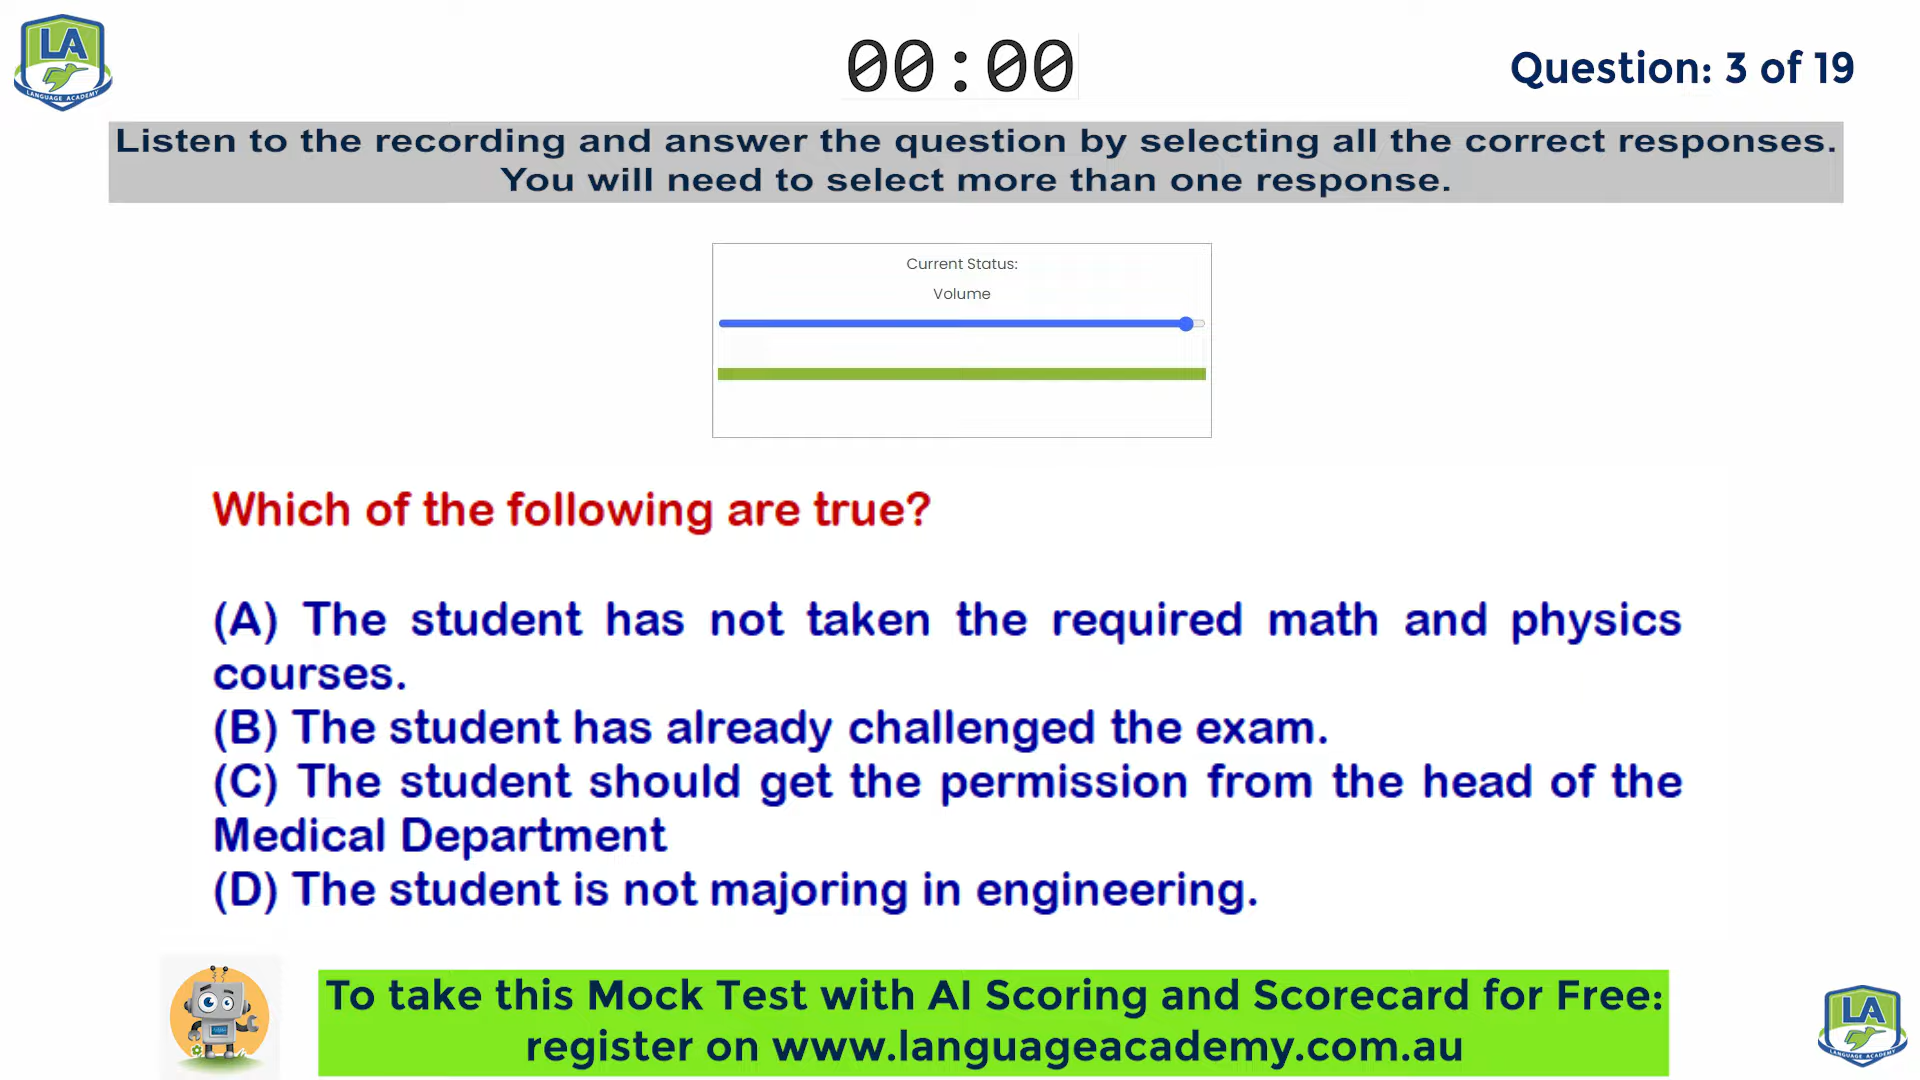 LA
LANGUAGE ACADEMY
00:00
Question: 3 of 19
Listen to the recording and answer the question by selecting all the correct responses.
You will need to select more than one response.
Current Status:
Volume
Which of the following are true?
(A) The student has not taken the required math and physics
courses.
(B) The student has already challenged the exam.
(C) The student should get the permission from the head of the
Medical Department
(D) The student is not majoring in engineering.
To take this Mock Test with AI Scoring and Scorecard for Free:
register on www.languageacademy.com.au
LA
LANGUAGE ACADEMY